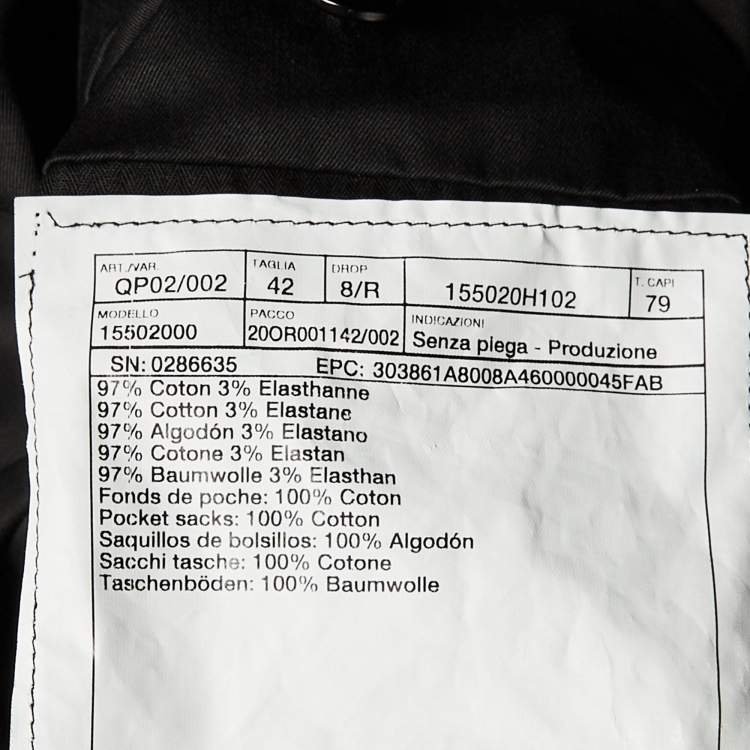 ART./VAR. TAGLIA DROP T. CAPI
QP02/002 42 8/R 155020H102 79
MODELLO PACCO INDICAZIONI
15502000 20OR001142/002 Senza piega - Produzione
SN: 0286635 EPC: 303861A8008A460000045FAB
97% Coton 3% Elasthanne
97% Cotton 3% Elastane
97% Algodón 3% Elastano
97% Cotone 3% Elastan
97% Baumwolle 3% Elasthan
Fonds de poche: 100% Coton
Pocket sacks: 100% Cotton
Saquillos de bolsillos: 100% Algodón
Sacchi tasche: 100% Cotone
Taschenböden: 100% Baumwolle